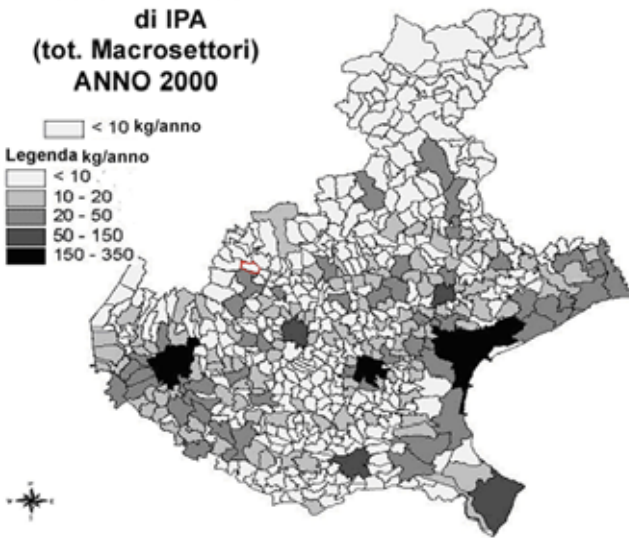 di IPA
(tot. Macrosettori)
ANNO 2000
< 10 kg/anno
Legenda kg/anno
< 10
10 - 20
20 - 50
50 - 150
150 - 350